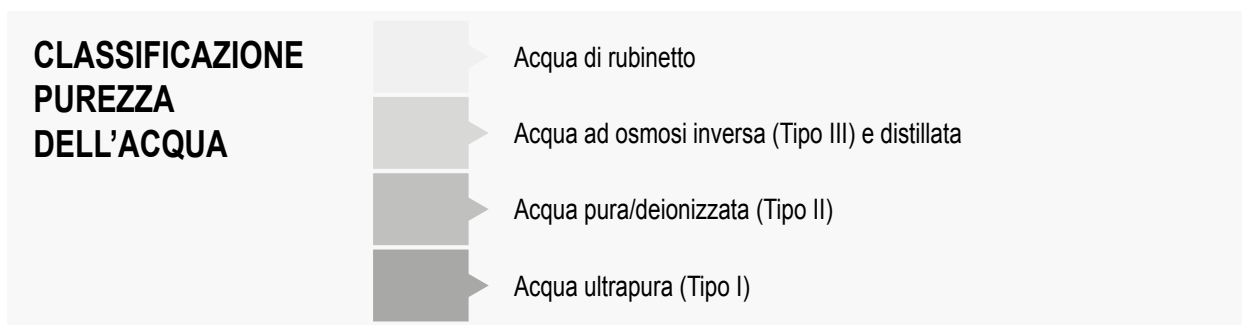 CLASSIFICAZIONE
PUREZZA
DELL’ACQUA
Acqua di rubinetto
Acqua ad osmosi inversa (Tipo III) e distillata
Acqua pura/deionizzata (Tipo II)
Acqua ultrapura (Tipo I)